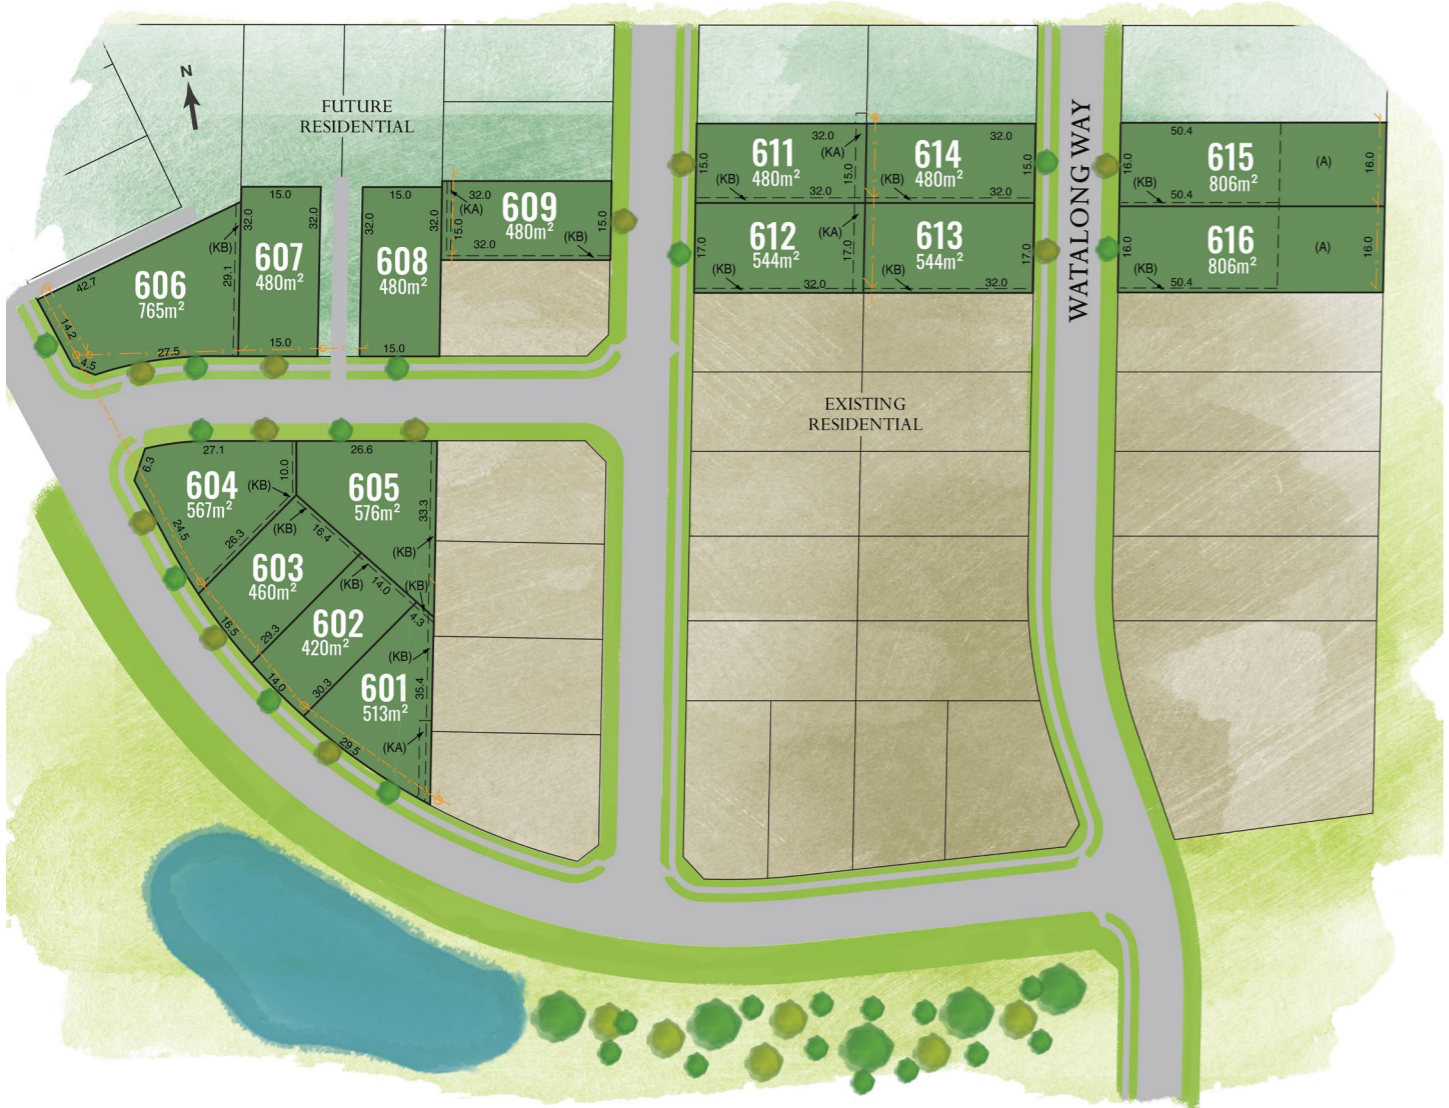 N
FUTURE
RESIDENTIAL
WATALONG WAY
EXISTING
RESIDENTIAL
42.7
606
765m²
14.2
4.5
27.5
(KB)
29.1
15.0
32.0
32.0
607
480m²
15.0
15.0
32.0
32.0
608
480m²
15.0
32.0
(KA)
15.0
609
480m²
15.0
32.0
(KB)
32.0
611
480m²
15.0
(KA)
15.0
(KB)
32.0
32.0
614
480m²
15.0
(KB)
32.0
612
544m²
17.0
(KA)
17.0
(KB)
32.0
613
544m²
17.0
(KB)
32.0
50.4
615
806m²
16.0
(A)
16.0
(KB)
50.4
616
806m²
16.0
(A)
16.0
(KB)
50.4
27.1
6.3
604
567m²
10.0
(KB)
24.5
26.3
26.6
605
576m²
33.3
(KB)
(KB)
16.4
603
460m²
16.5
29.3
(KB)
14.0
(KB)
602
420m²
14.0
30.3
4.3
(KB)
601
513m²
35.4
(KA)
29.5